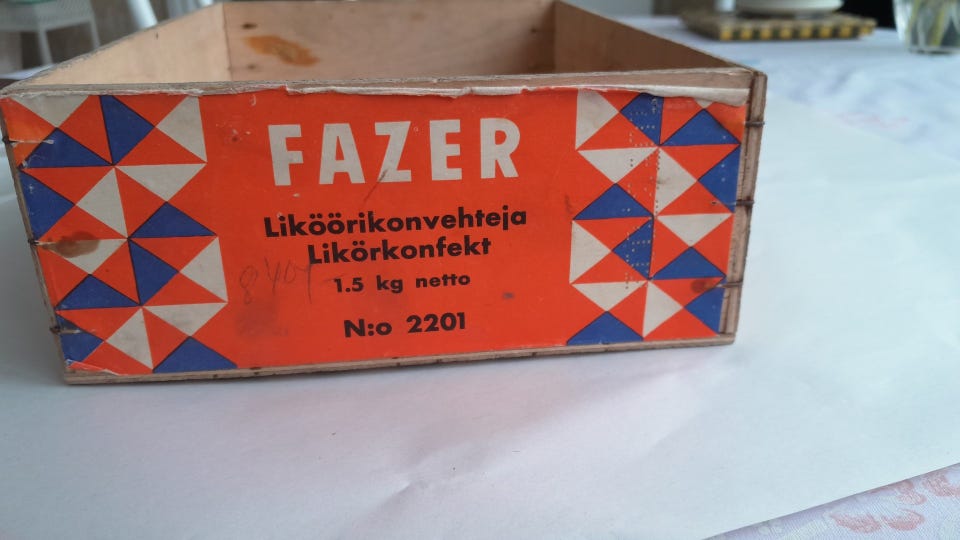 FAZER
Liköörikonvehteja
Likörkonfekt
1.5 kg netto
N:o 2201